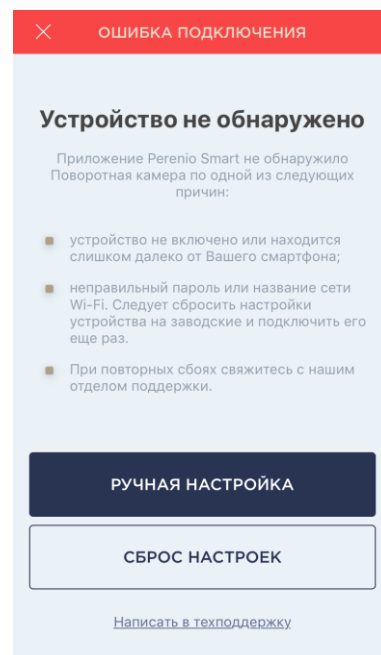 ОШИБКА ПОДКЛЮЧЕНИЯ
Устройство не обнаружено
Приложение Perenio Smart не обнаружило
Поворотная камера по одной из следующих
причин:
устройство не включено или находится
слишком далеко от Вашего смартфона;
неправильный пароль или название сети
Wi-Fi. Следует сбросить настройки
устройства на заводские и подключить его
еще раз.
При повторных сбоях свяжитесь с нашим
отделом поддержки.
РУЧНАЯ НАСТРОЙКА
СБРОС НАСТРОЕК
Написать в техподдержку